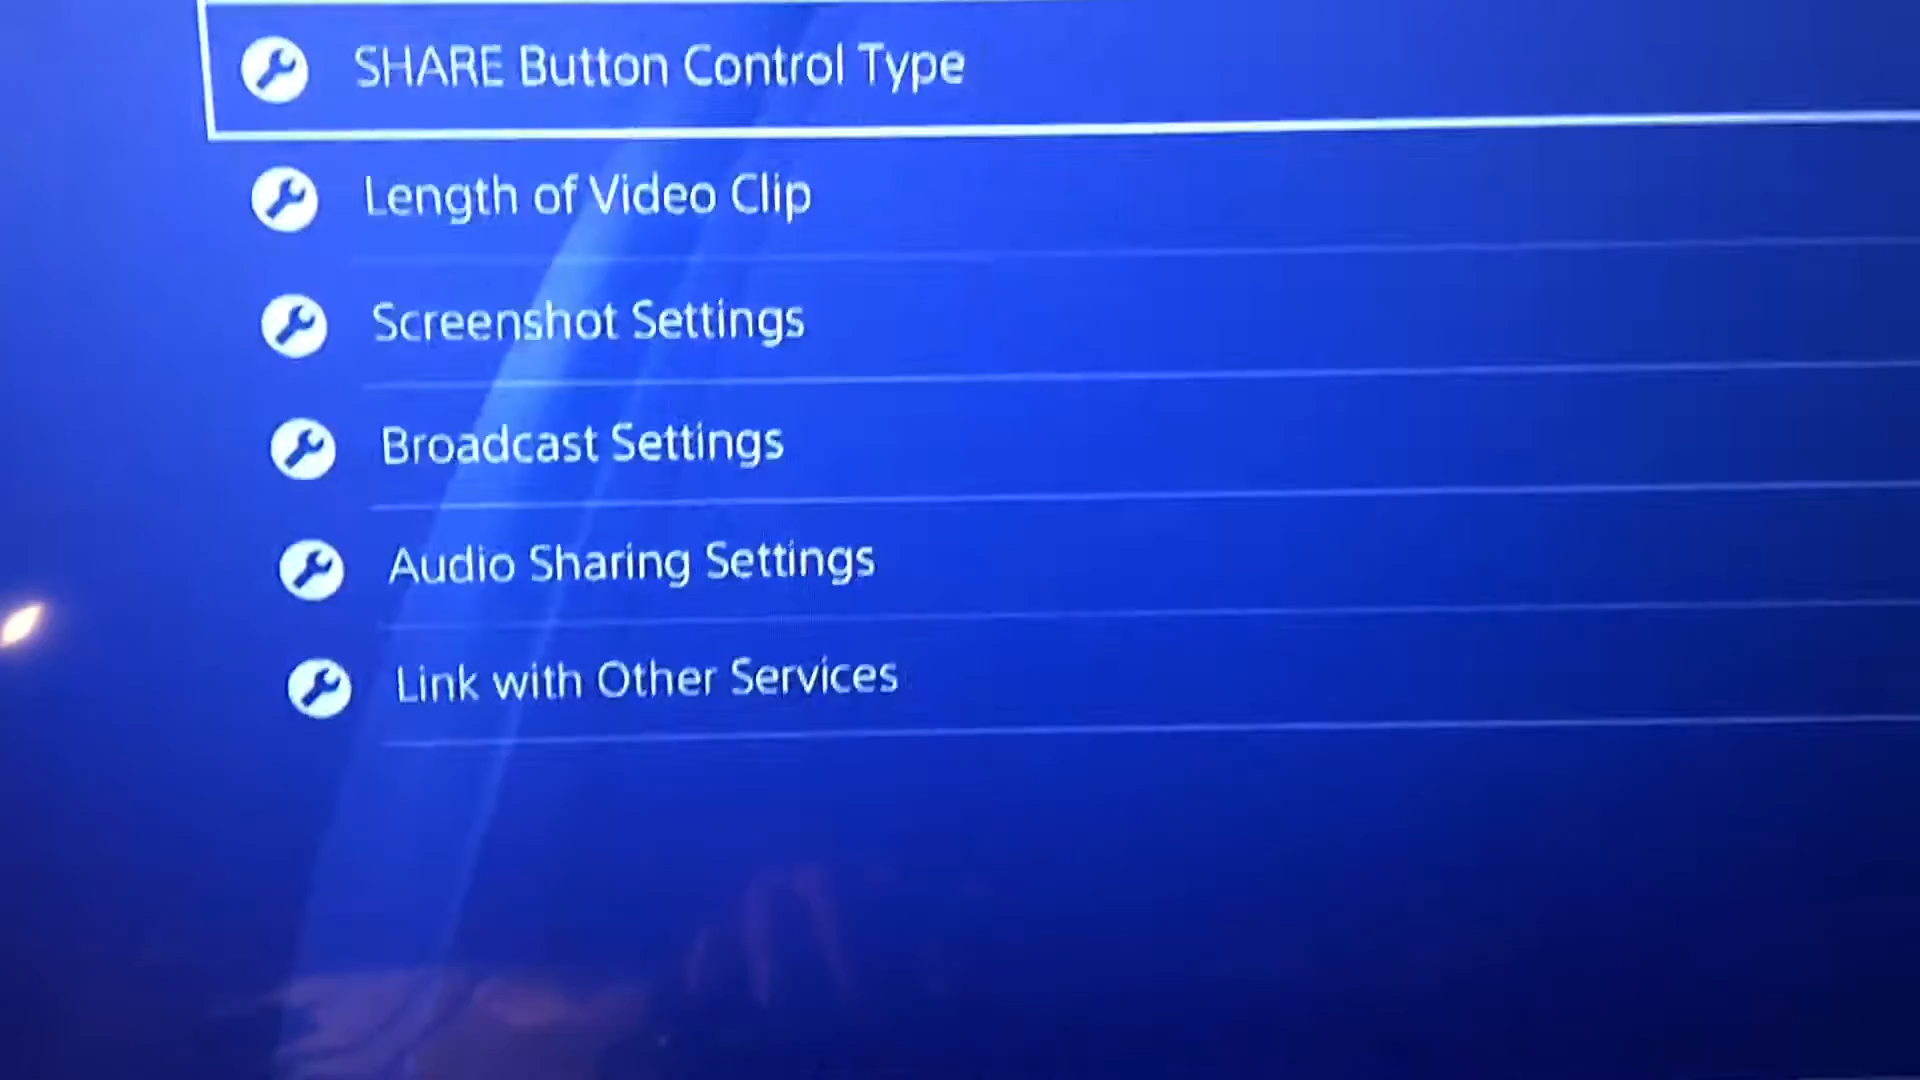 SHARE Button Control Type
Length of Video Clip
Screenshot Settings
Broadcast Settings
Audio Sharing Settings
Link with Other Services